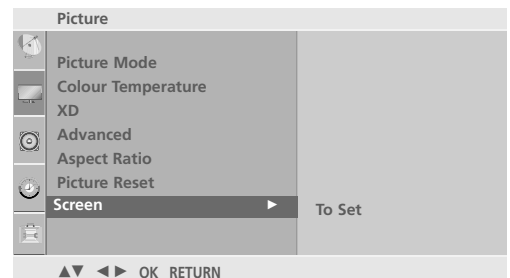 Picture
Picture Mode
Colour Temperature
XD
Advanced
Aspect Ratio
Picture Reset
Screen ► To Set
▲▼ ◄► OK RETURN